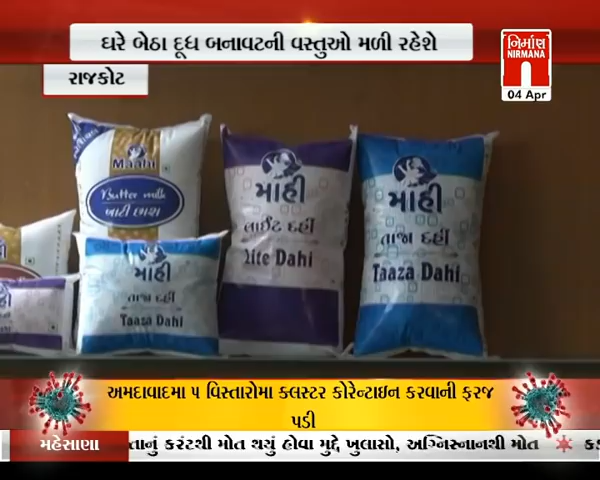 ઘરે બેઠા દૂધ બનાવટની વસ્તુઓ મળી રહેશે
રાજકોટ
નિર્માણ
NIRMANA
04 Apr
Maahi
Butter milk
ખાટી છાશ
માહી
લાઈટ દહીં
Lite Dahi
માહી
તાજા દહીં
Taaza Dahi
માહી
તાજા દહીં
Taaza Dahi
અમદાવાદમા ૫ વિસ્તારોમા ક્લસ્ટર કોરેન્ટાઇન કરવાની ફરજ
પડી
મહેસાણા
તાનું કરંટથી મોત થયું હોવા મુદ્દે ખુલાસો, અગ્નિસ્નાનથી મોત